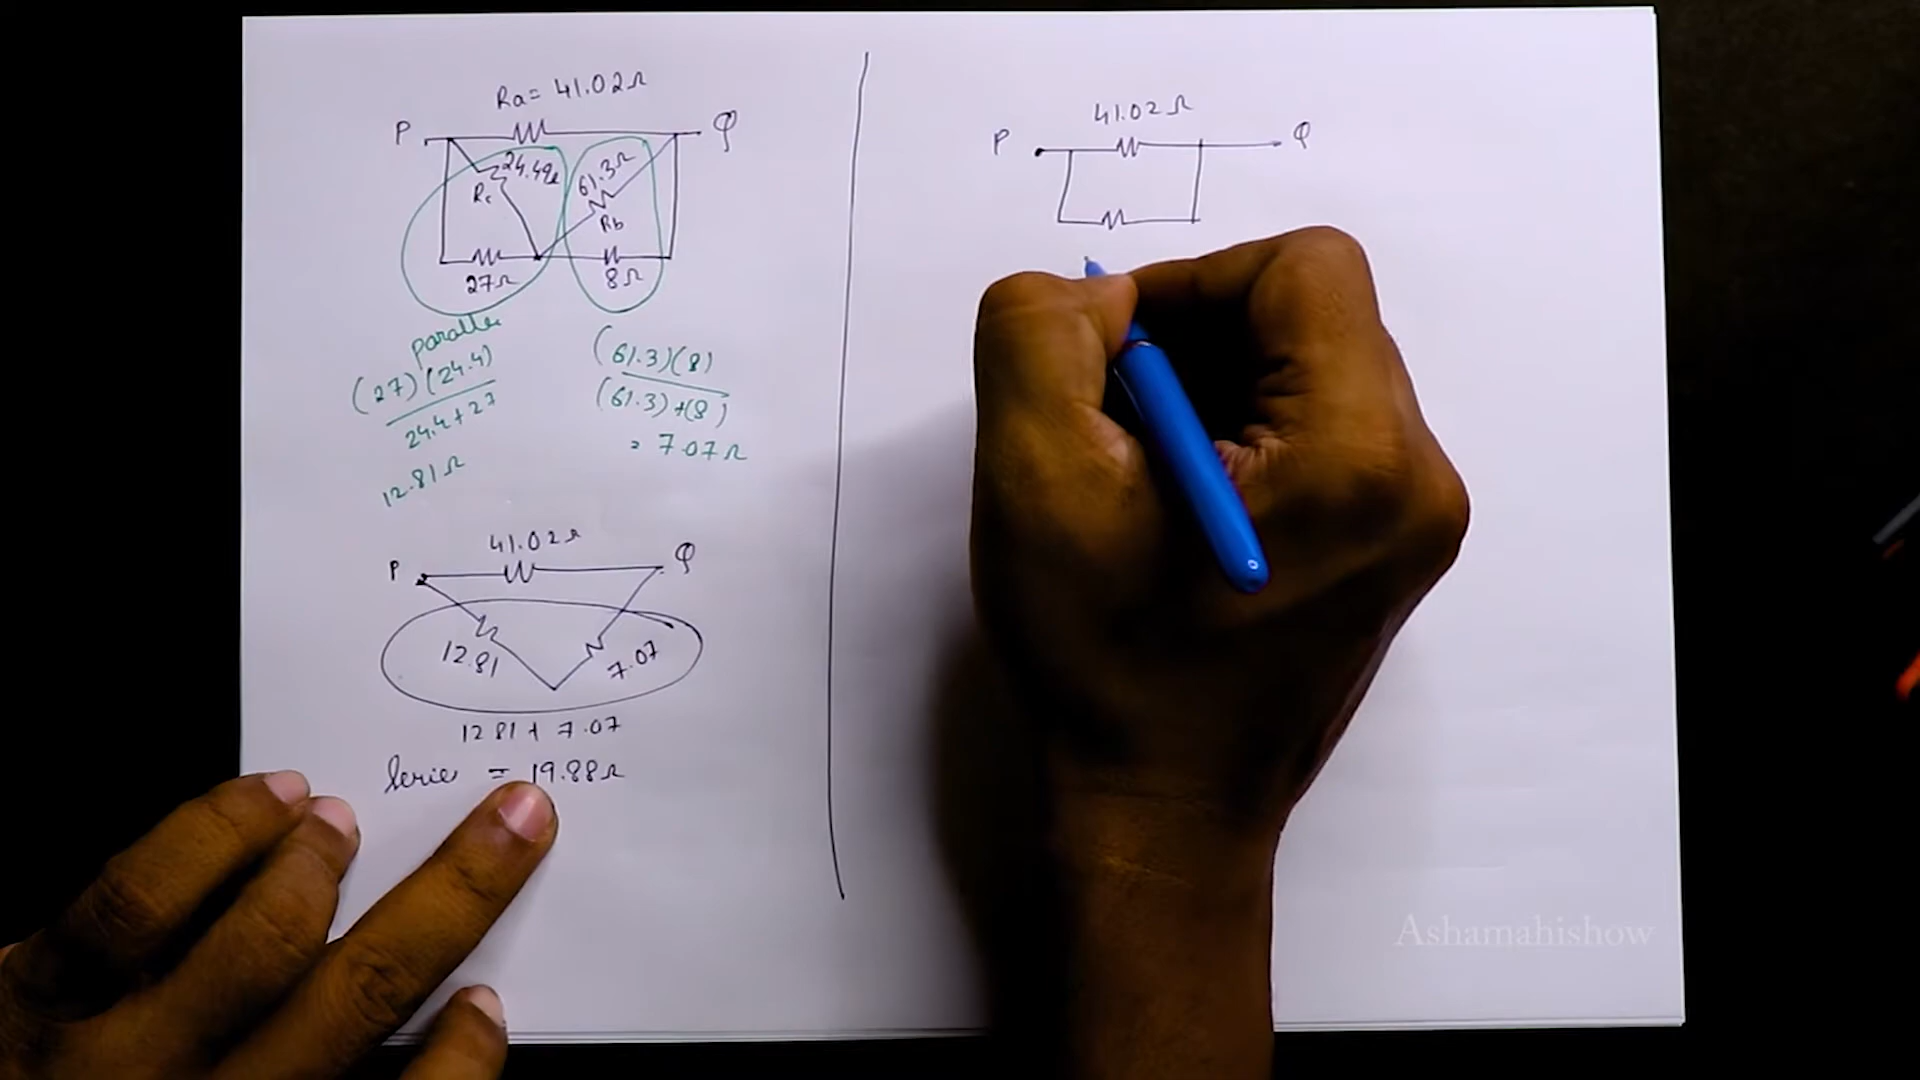 Ra = 41.02Ω
P
Q
24.49Ω
61.3Ω
Rc
Rb
27Ω
8Ω
paralle
(27)(24.4)
24.4+27
12.81Ω
(61.3)(8)
(61.3)+(8)
= 7.07Ω
41.02Ω
P
Q
12.81
7.07
12.81 + 7.07
Serie = 19.88Ω
41.02Ω
P
Q
Ashamahishow